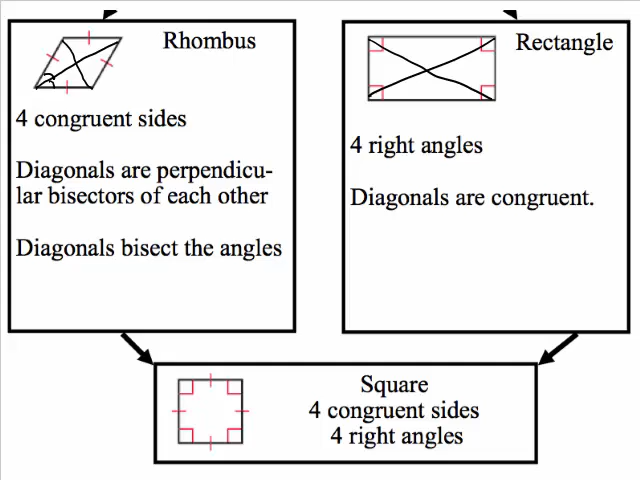 Rhombus
4 congruent sides
Diagonals are perpendicu-
lar bisectors of each other
Diagonals bisect the angles
Rectangle
4 right angles
Diagonals are congruent.
Square
4 congruent sides
4 right angles